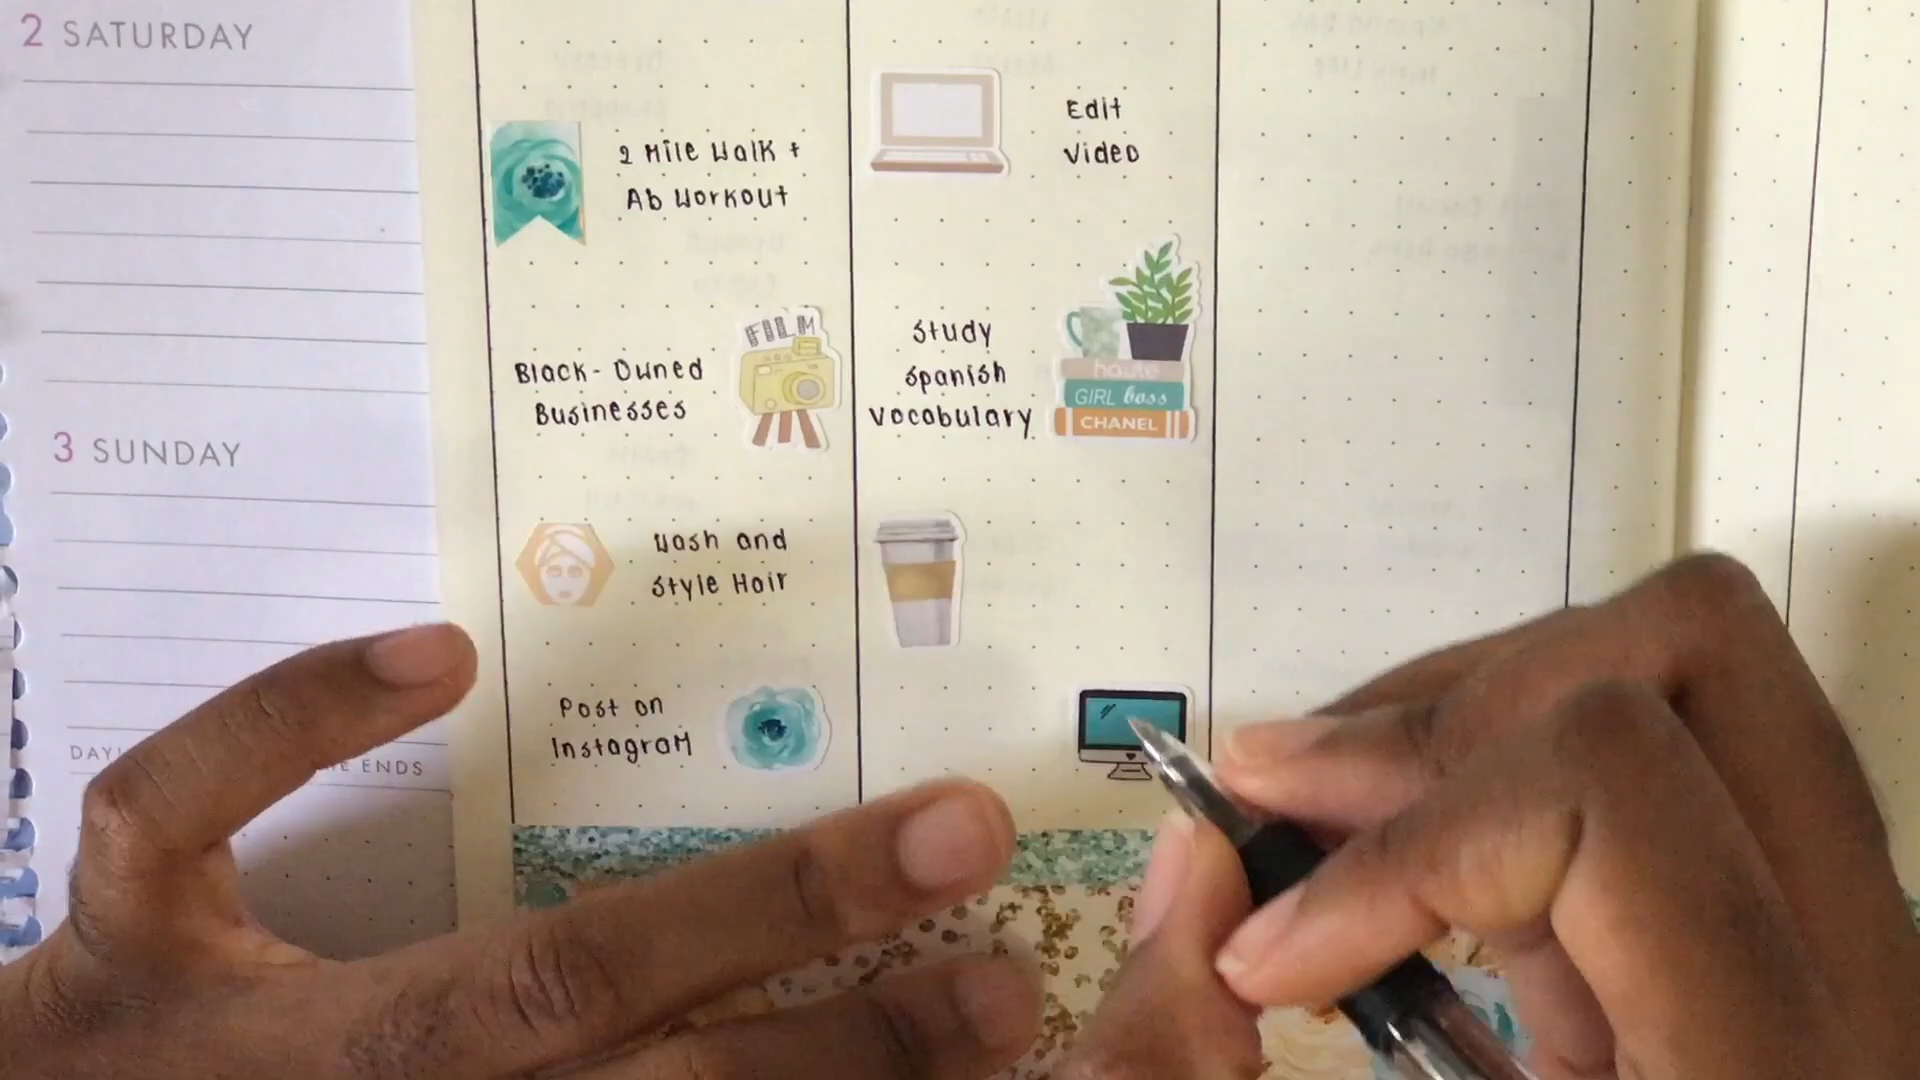 2 SATURDAY
3 SUNDAY
ENDS
2 Mile Walk +
Ab Workout
FILM
Black-Owned
Businesses
Wash and
Style Hair
Post on
Instagram
Edit
Video
Study
Spanish
Vocabulary
haute
GIRL boss
CHANEL